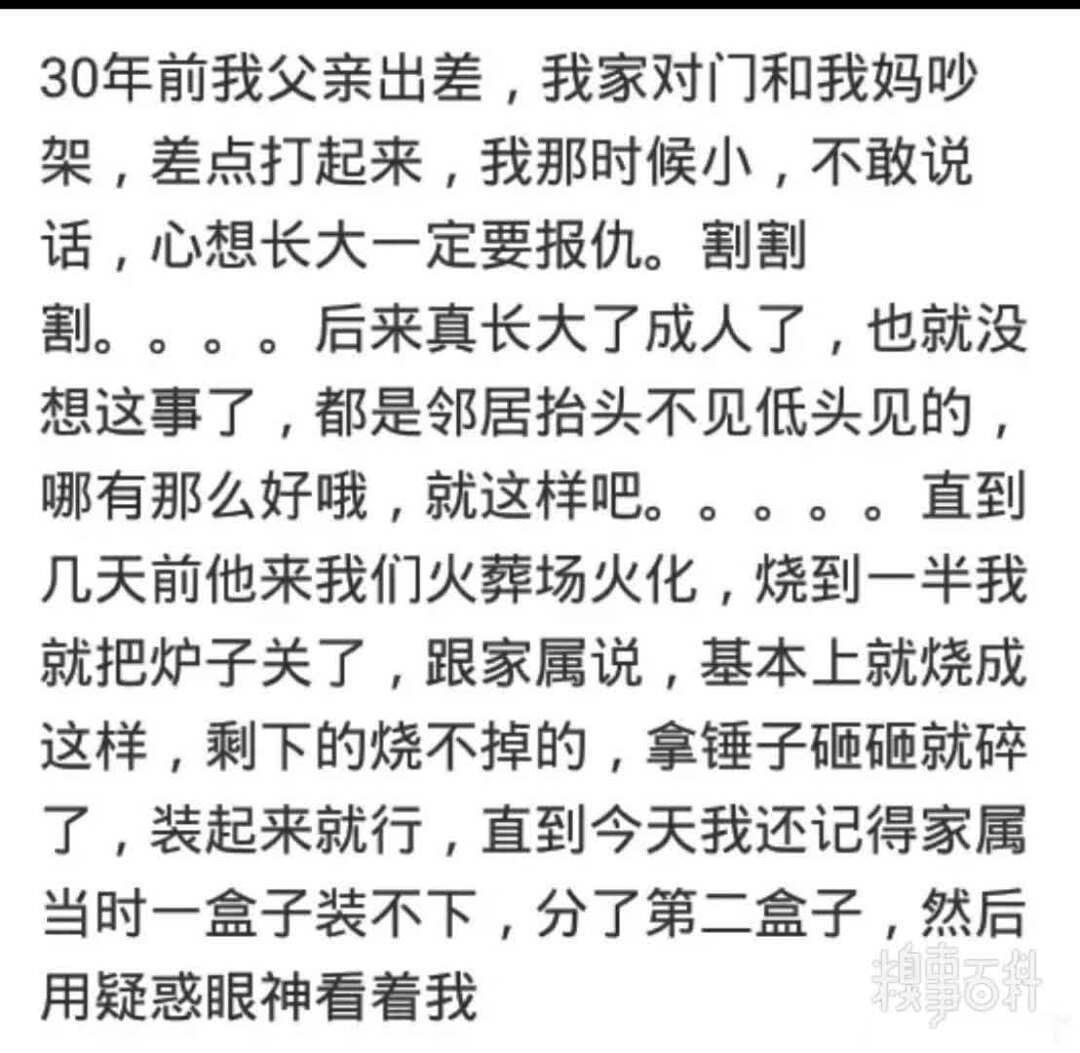 30年前我父亲出差，我家对门和我妈吵
架，差点打起来，我那时候小，不敢说
话，心想长大一定要报仇。割割
割。。。。后来真长大了成人了，也就没
想这事了，都是邻居抬头不见低头见的，
哪有那么好哦，就这样吧。。。。。直到
几天前他来我们火葬场火化，烧到一半我
就把炉子关了，跟家属说，基本上就烧成
这样，剩下的烧不掉的，拿锤子砸砸就碎
了，装起来就行，直到今天我还记得家属
当时一盒子装不下，分了第二盒子，然后
用疑惑眼神看着我
糗事百科